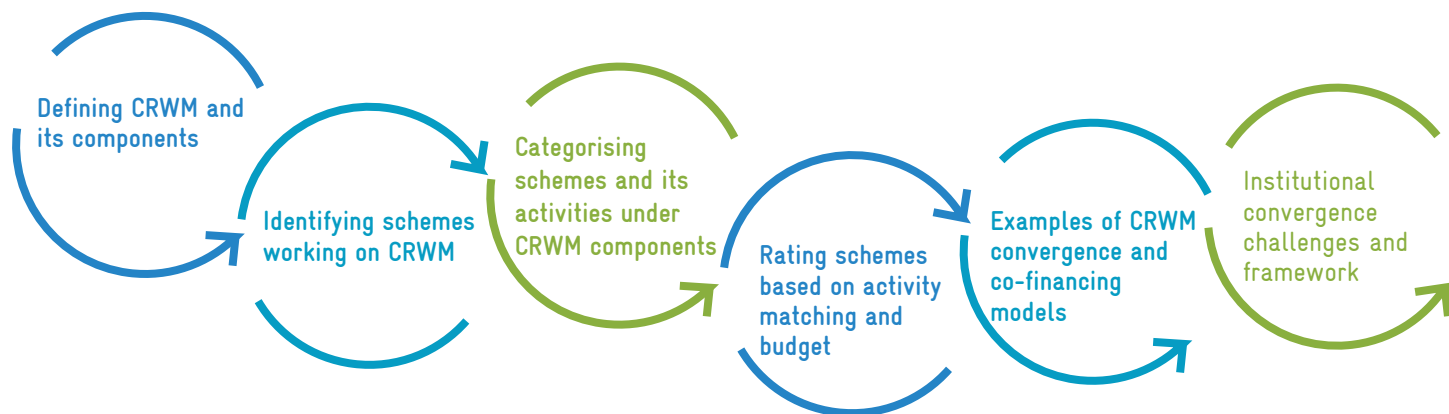 Defining CRWM and
its components
Identifying schemes
working on CRWM
Categorising
schemes and its
activities under
CRWM components
Rating schemes
based on activity
matching and
budget
Examples of CRWM
convergence and
co-financing
models
Institutional
convergence
challenges and
framework